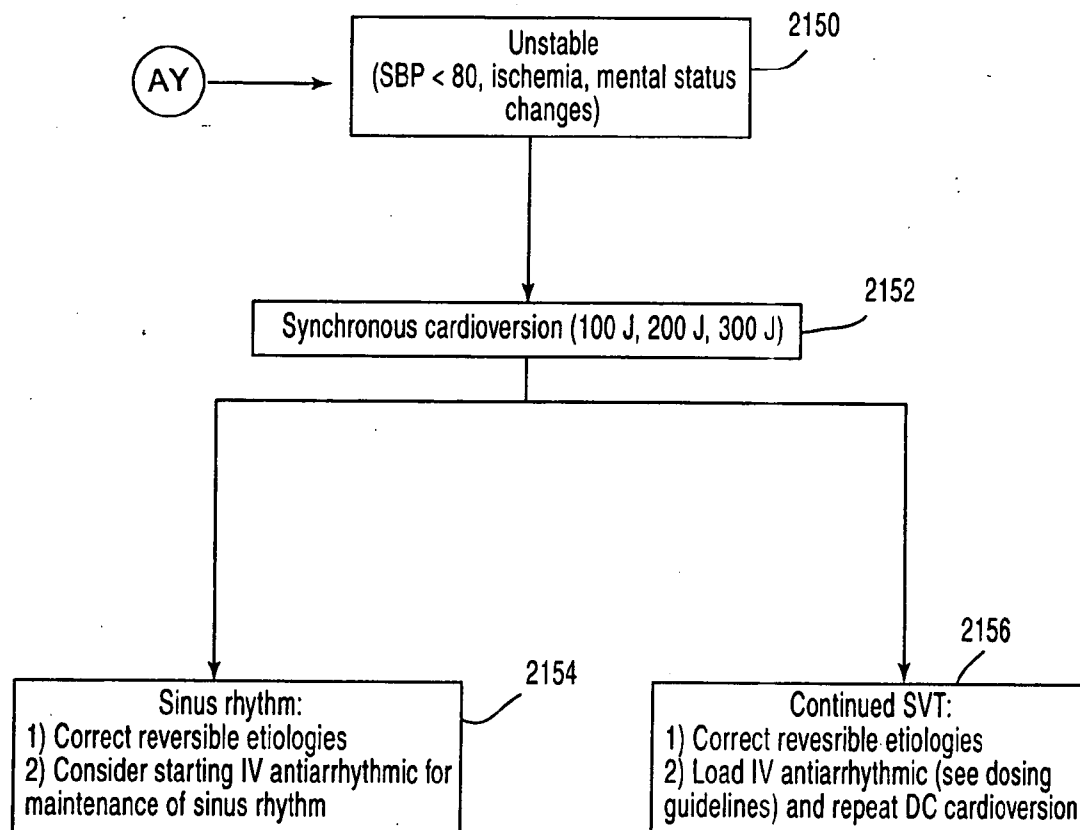 2150
Unstable
(SBP < 80, ischemia, mental status
changes)
AY
2152
Synchronous cardioversion (100 J, 200 J, 300 J)
2154
Sinus rhythm:
1) Correct reversible etiologies
2) Consider starting IV antiarrhythmic for
maintenance of sinus rhythm
2156
Continued SVT:
1) Correct revesrible etiologies
2) Load IV antiarrhythmic (see dosing
guidelines) and repeat DC cardioversion